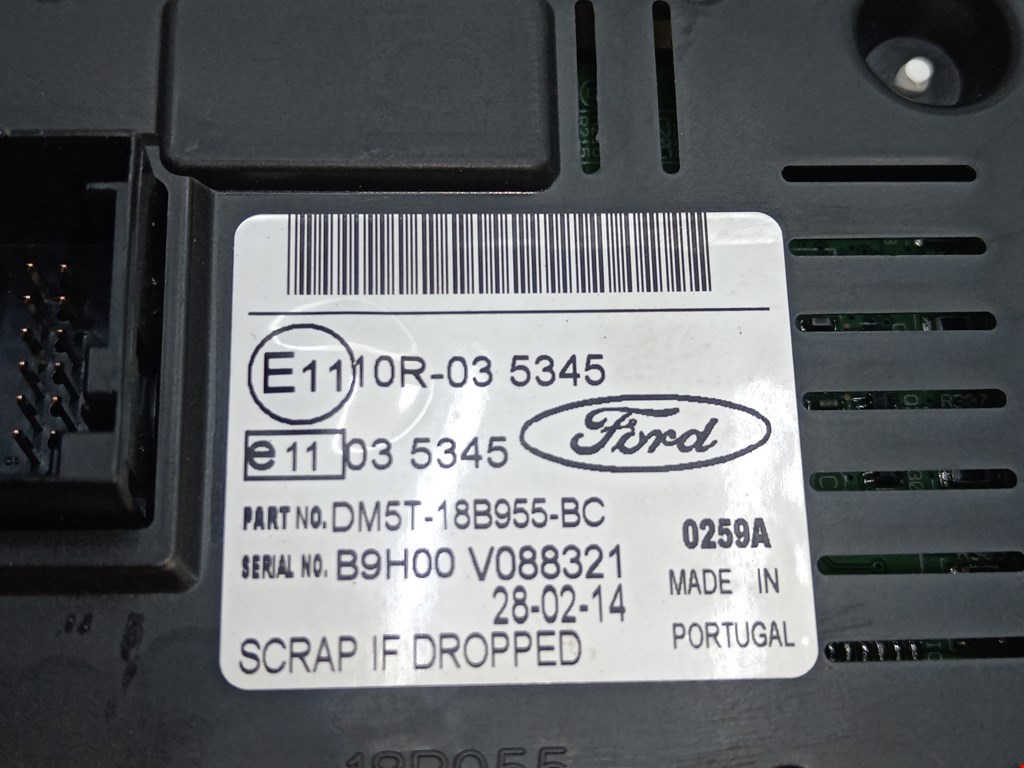 E11 10R-03 5345
e11 03 5345
Ford
PART NO. DM5T-18B955-BC
0259A
SERIAL NO. B9H00 V088321
MADE IN
28-02-14
PORTUGAL
SCRAP IF DROPPED
18B955